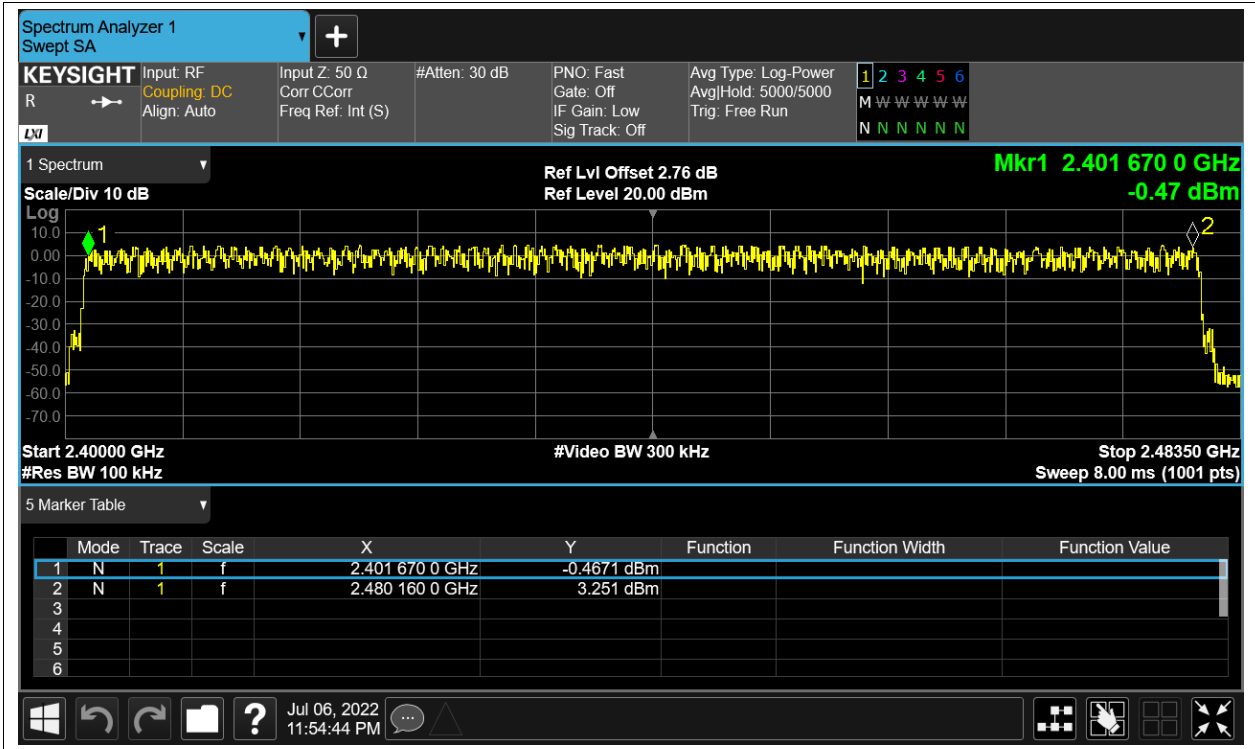 Spectrum Analyzer 1
Swept SA
KEYSIGHT Input: RF Input Z: 50 Ω #Atten: 30 dB PNO: Fast Avg Type: Log-Power 1 2 3 4 5 6
R Coupling: DC Corr CCorr Gate: Off Avg|Hold: 5000/5000 M W W W W W
Align: Auto Freq Ref: Int (S) IF Gain: Low Trig: Free Run
LXI Sig Track: Off N N N N N N
1 Spectrum Ref Lvl Offset 2.76 dB Mkr1 2.401 670 0 GHz
Scale/Div 10 dB Ref Level 20.00 dBm -0.47 dBm
Log
10.0 1 2
0.00
-10.0
-20.0
-30.0
-40.0
-50.0
-60.0
-70.0
Start 2.40000 GHz #Video BW 300 kHz Stop 2.48350 GHz
#Res BW 100 kHz Sweep 8.00 ms (1001 pts)
5 Marker Table
Mode Trace Scale X Y Function Function Width Function Value
1 N 1 f 2.401 670 0 GHz -0.4671 dBm
2 N 1 f 2.480 160 0 GHz 3.251 dBm
3
4
5
6
? Jul 06, 2022
11:54:44 PM